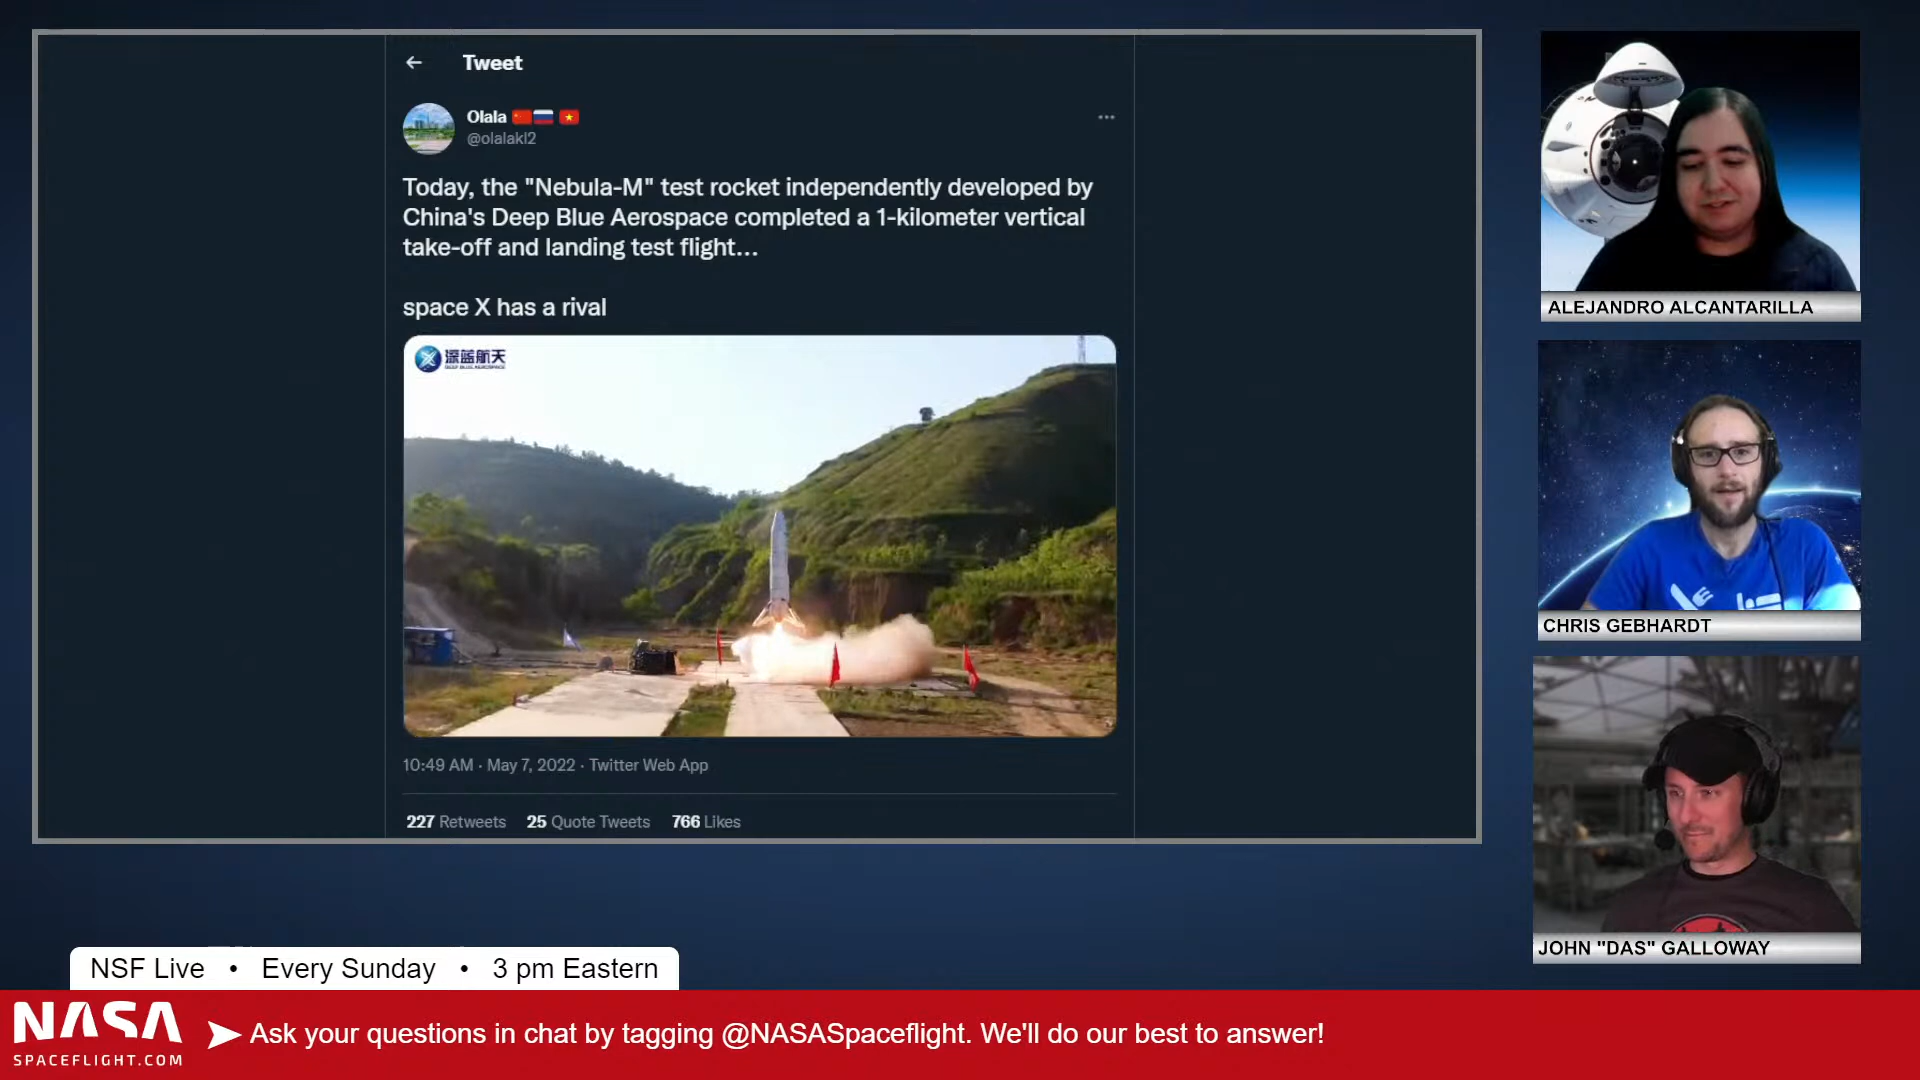 Tweet
Olala
@olalakl2
Today, the "Nebula-M" test rocket independently developed by
China's Deep Blue Aerospace completed a 1-kilometer vertical
take-off and landing test flight...
space X has a rival
深蓝航天
DEEP BLUE AEROSPACE
10:49 AM · May 7, 2022 · Twitter Web App
227 Retweets 25 Quote Tweets 766 Likes
ALEJANDRO ALCANTARILLA
CHRIS GEBHARDT
JOHN "DAS" GALLOWAY
NSF Live • Every Sunday • 3 pm Eastern
NASA
SPACEFLIGHT.COM
Ask your questions in chat by tagging @NASASpaceflight. We'll do our best to answer!